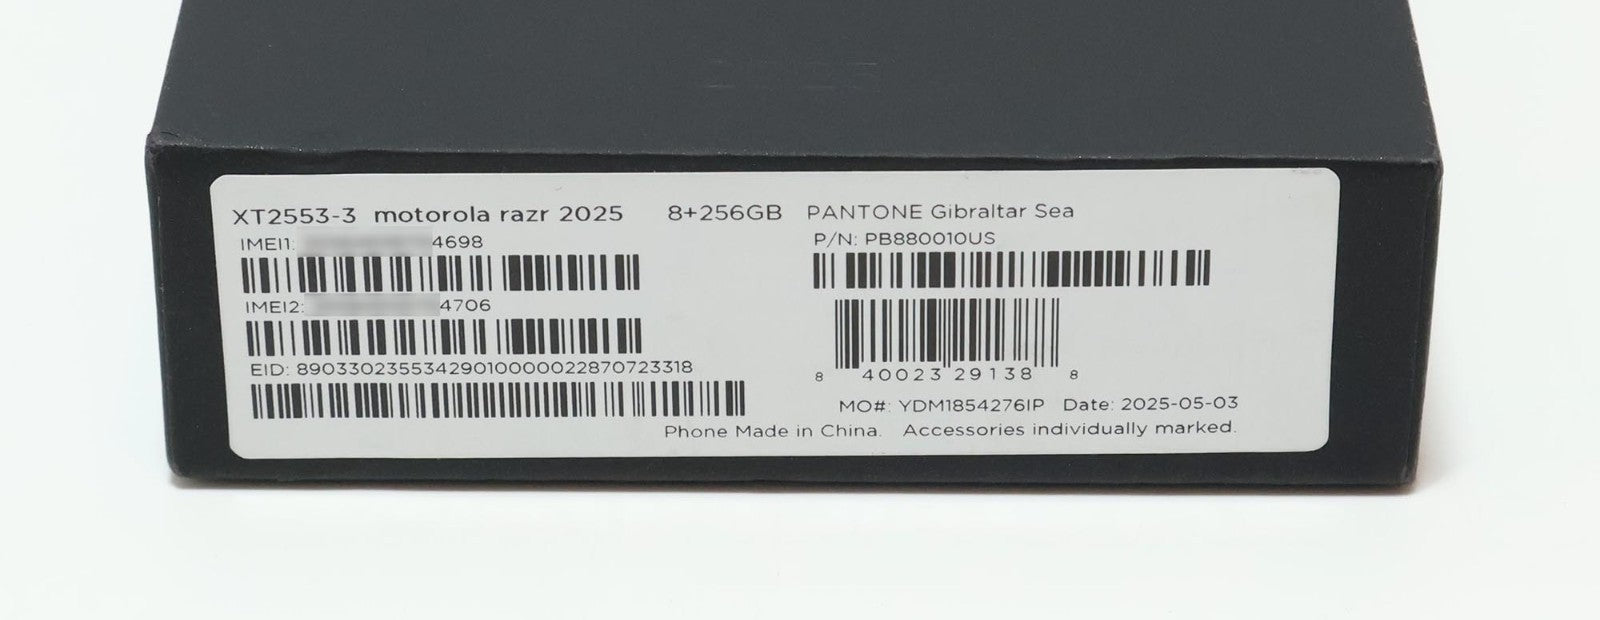 XT2553-3 motorola razr 2025 8+256GB PANTONE Gibraltar Sea
IMEI1: 4698
P/N: PB880010US
IMEI2: 4706
EID: 89033023553429010000022870723318
8 40023 29138 8
MO#: YDM1854276IP Date: 2025-05-03
Phone Made in China. Accessories individually marked.